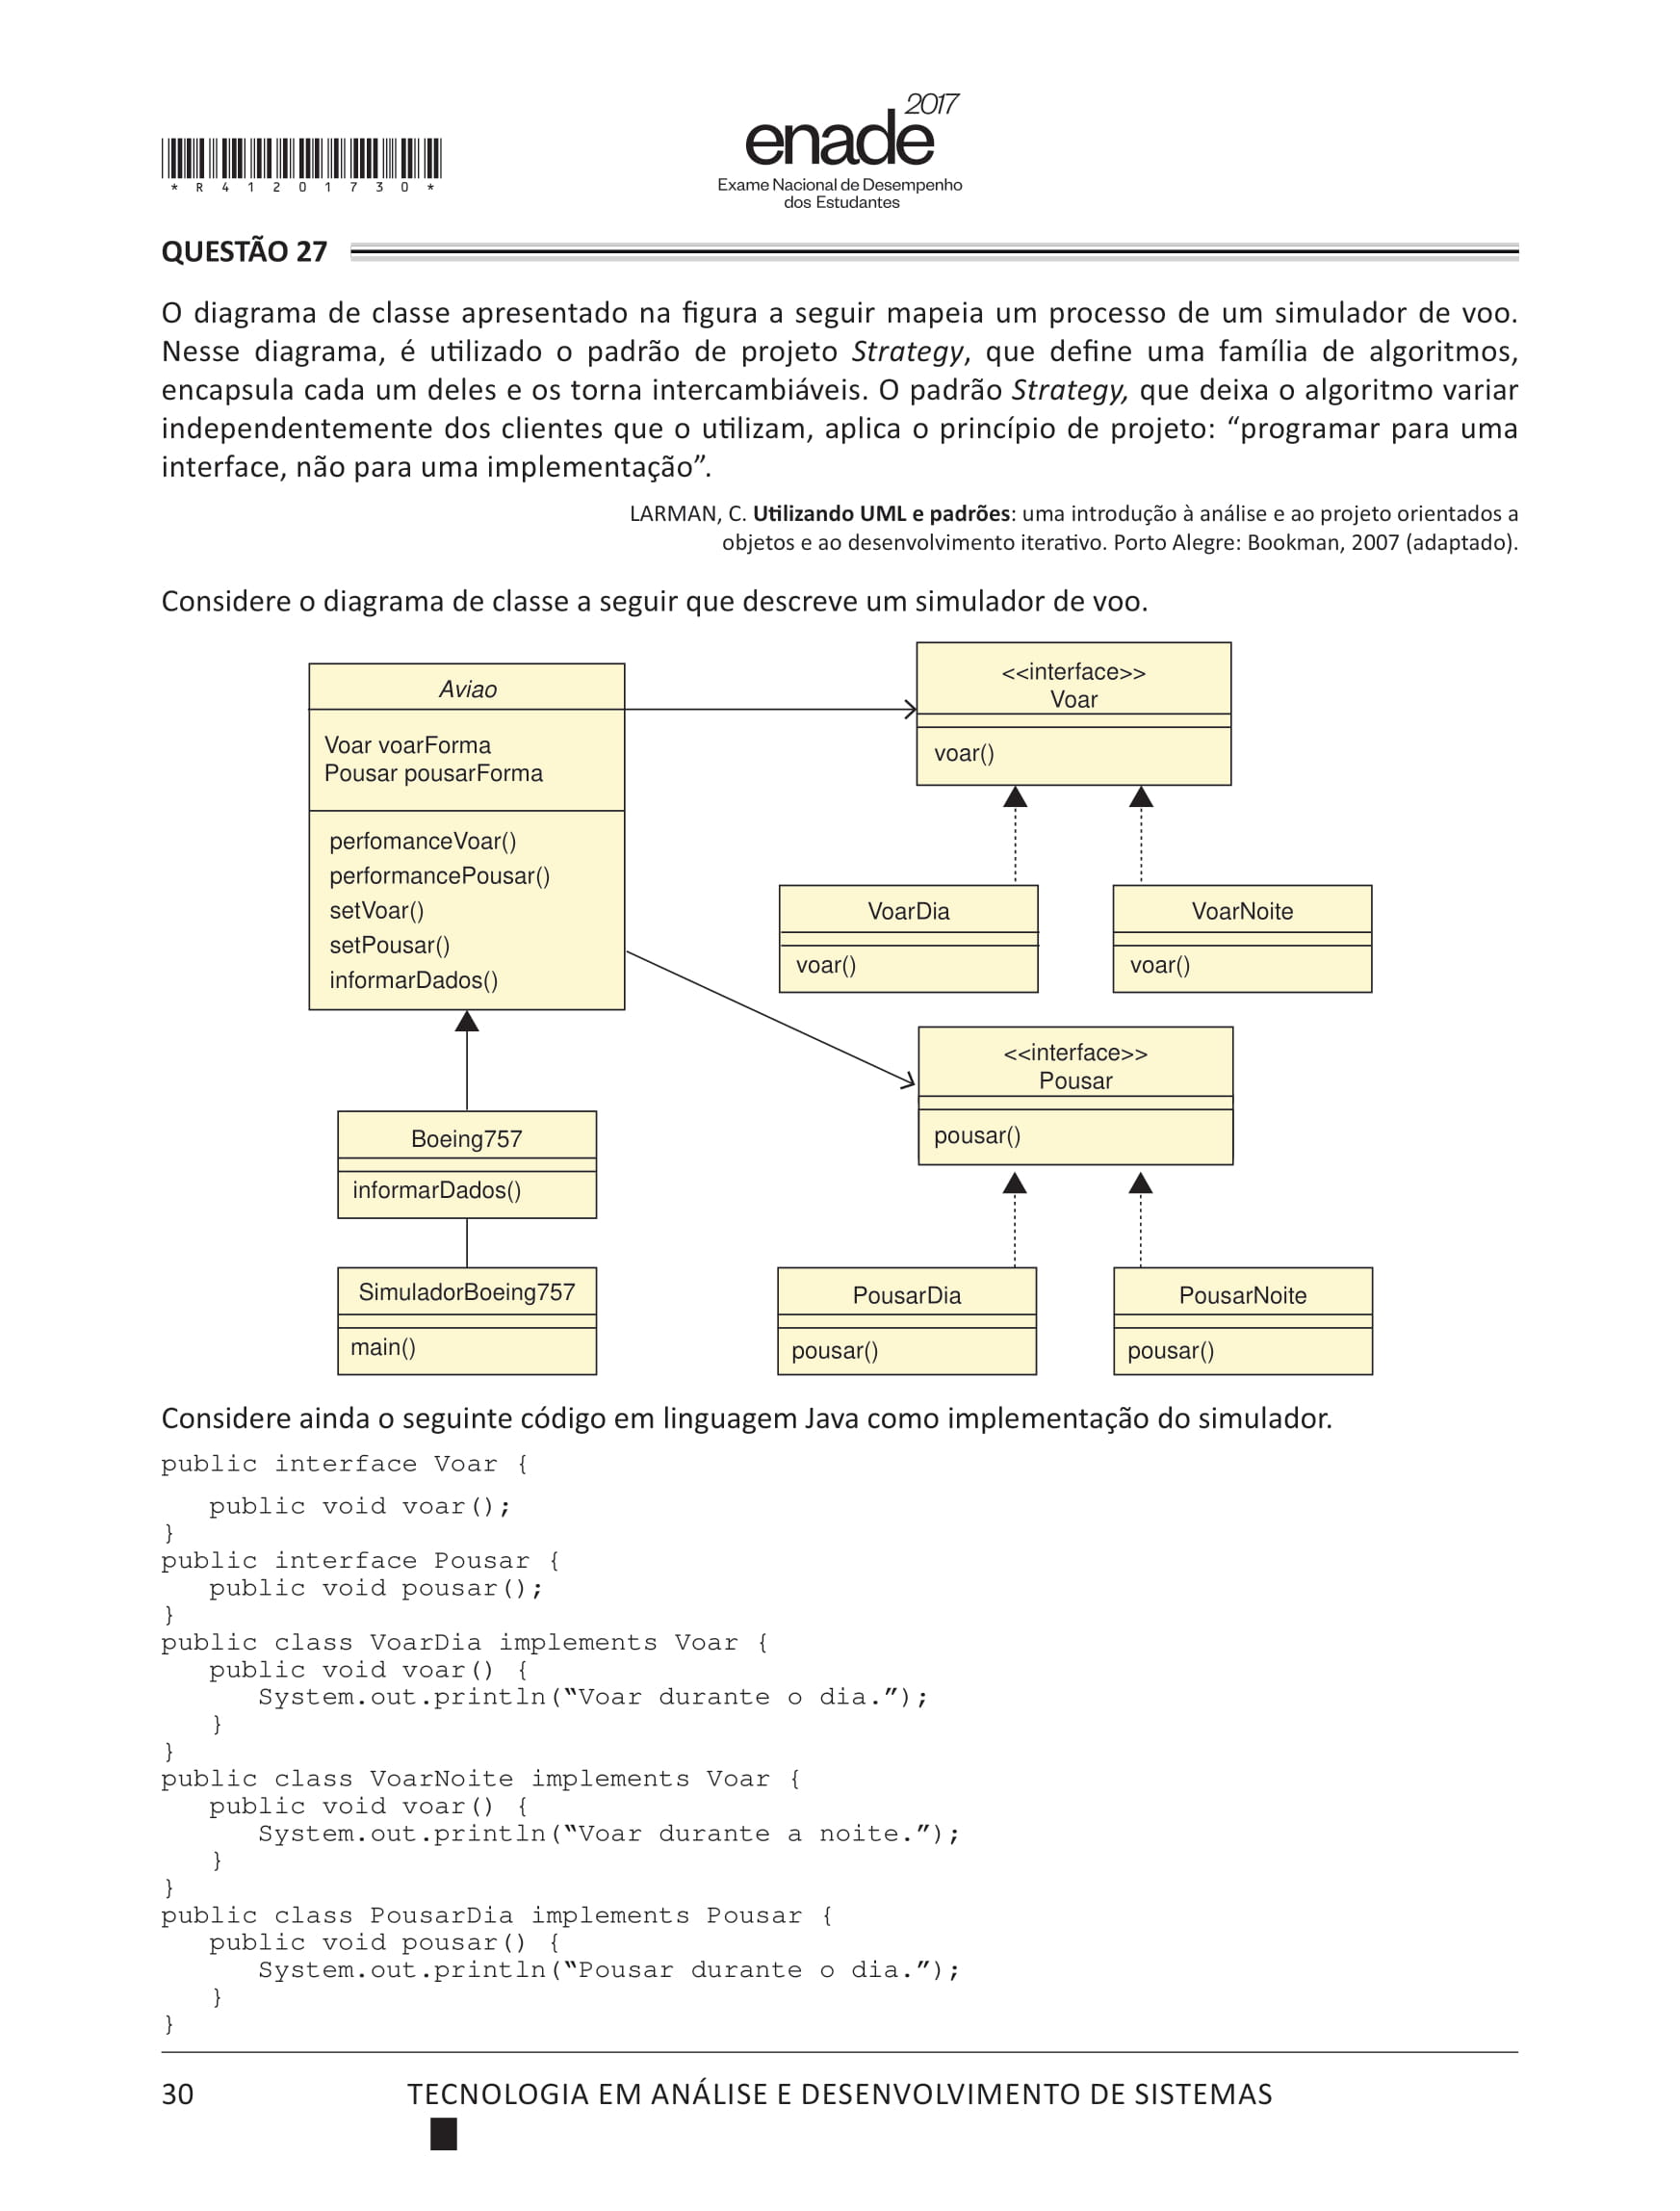 * R 4 1 2 0 1 7 3 0 *
2017
enade
Exame Nacional de Desempenho
dos Estudantes
QUESTÃO 27
O diagrama de classe apresentado na figura a seguir mapeia um processo de um simulador de voo.
Nesse diagrama, é utilizado o padrão de projeto Strategy, que define uma família de algoritmos,
encapsula cada um deles e os torna intercambiáveis. O padrão Strategy, que deixa o algoritmo variar
independentemente dos clientes que o utilizam, aplica o princípio de projeto: “programar para uma
interface, não para uma implementação”.
LARMAN, C. Utilizando UML e padrões: uma introdução à análise e ao projeto orientados a
objetos e ao desenvolvimento iterativo. Porto Alegre: Bookman, 2007 (adaptado).
Considere o diagrama de classe a seguir que descreve um simulador de voo.
Aviao
Voar voarForma
Pousar pousarForma
perfomanceVoar()
performancePousar()
setVoar()
setPousar()
informarDados()
<<interface>>
Voar
voar()
VoarDia
voar()
VoarNoite
voar()
<<interface>>
Pousar
pousar()
Boeing757
informarDados()
SimuladorBoeing757
main()
PousarDia
pousar()
PousarNoite
pousar()
Considere ainda o seguinte código em linguagem Java como implementação do simulador.
public interface Voar {
public void voar();
}
public interface Pousar {
public void pousar();
}
public class VoarDia implements Voar {
public void voar() {
System.out.println(“Voar durante o dia.”);
}
}
public class VoarNoite implements Voar {
public void voar() {
System.out.println(“Voar durante a noite.”);
}
}
public class PousarDia implements Pousar {
public void pousar() {
System.out.println(“Pousar durante o dia.”);
}
}
30
TECNOLOGIA EM ANÁLISE E DESENVOLVIMENTO DE SISTEMAS